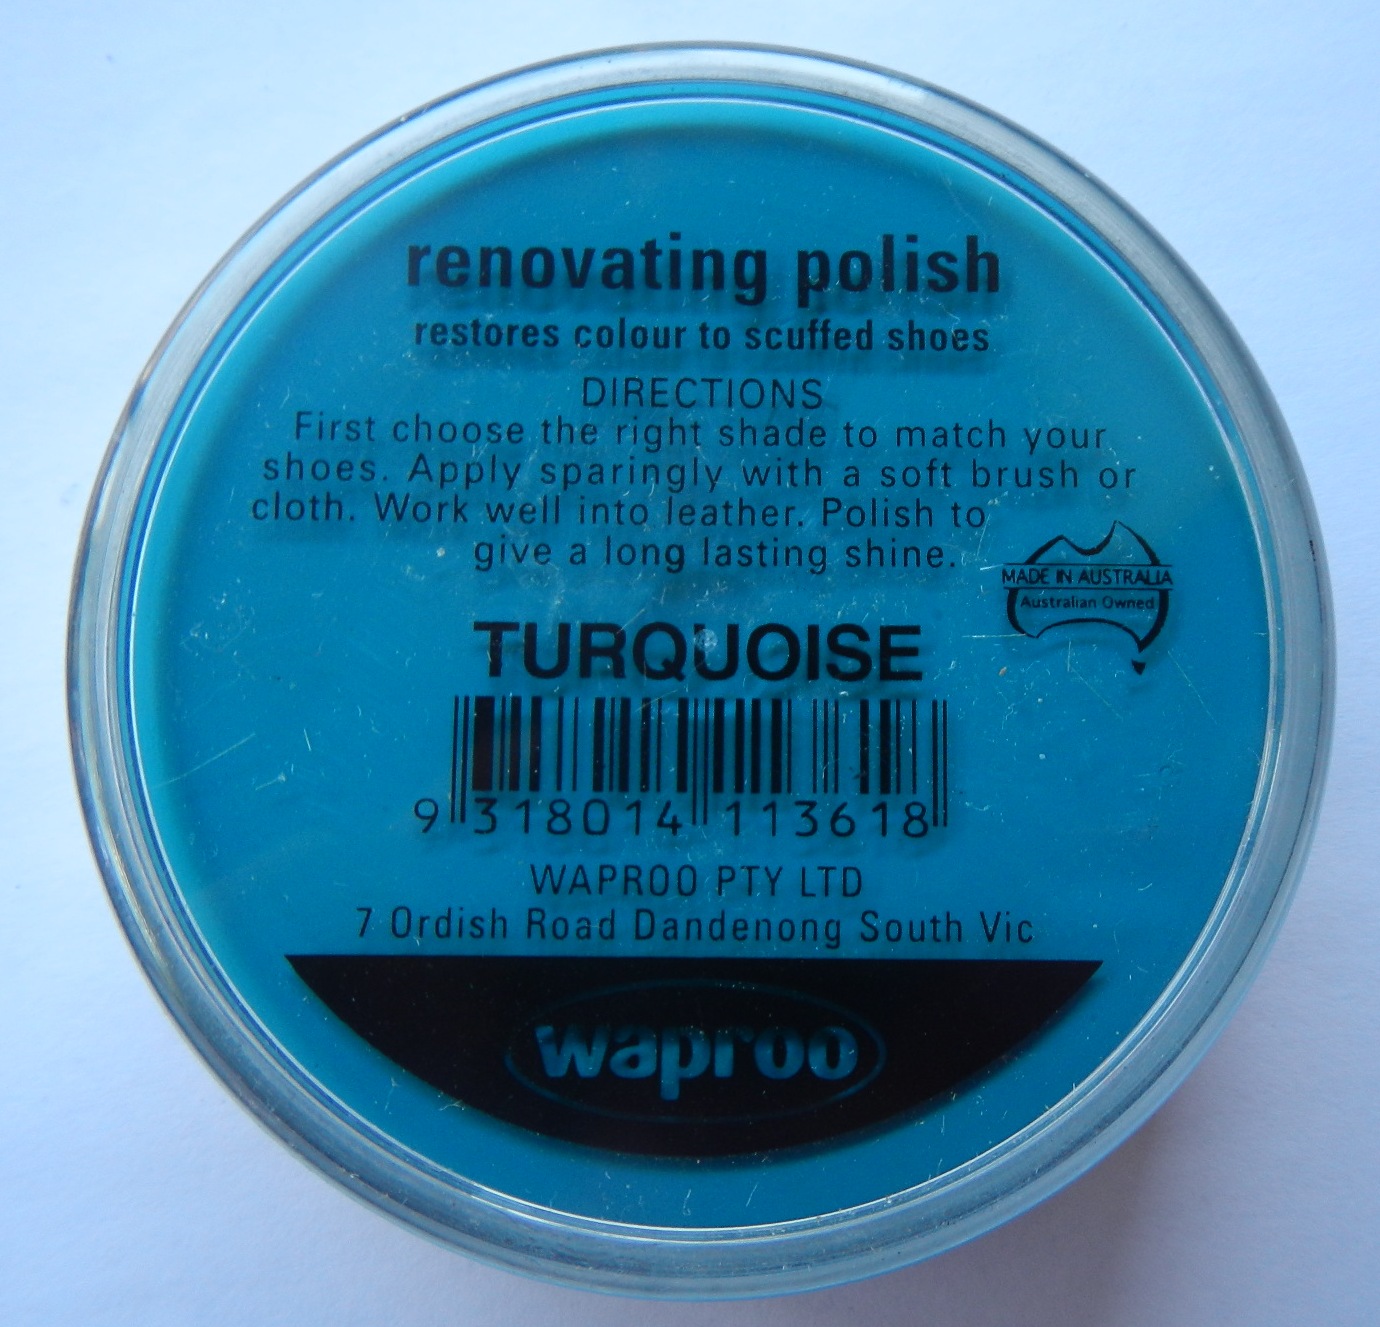 renovating polish
restores colour to scuffed shoes
DIRECTIONS
First choose the right shade to match your
shoes. Apply sparingly with a soft brush or
cloth. Work well into leather. Polish to
give a long lasting shine.
MADE IN AUSTRALIA
Australian Owned
TURQUOISE
9 318014 113618
WAPROO PTY LTD
7 Ordish Road Dandenong South Vic
waproo